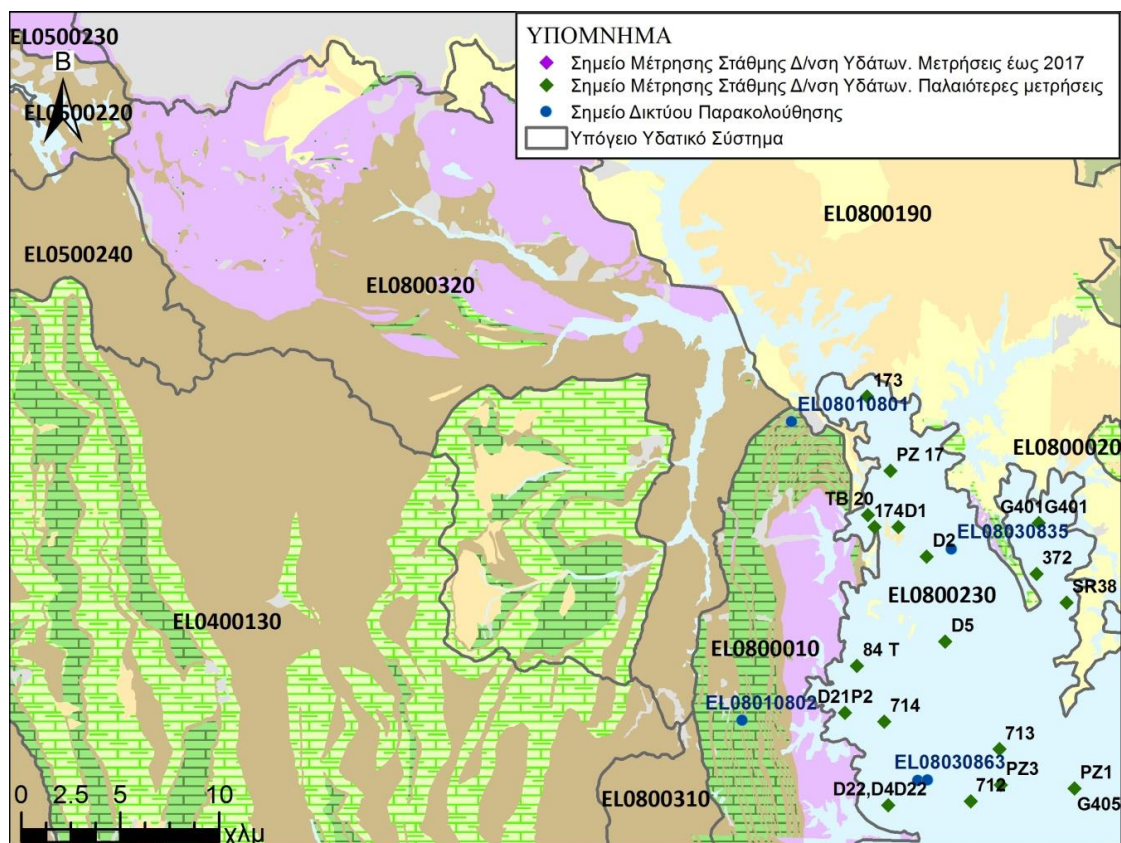 EL0500230
Β
EL0500220
ΥΠΟΜΝΗΜΑ
Σημείο Μέτρησης Στάθμης Δ/νση Υδάτων. Μετρήσεις έως 2017
Σημείο Μέτρησης Στάθμης Δ/νση Υδάτων. Παλαιότερες μετρήσεις
Σημείο Δικτύου Παρακολούθησης
Υπόγειο Υδατικό Σύστημα
EL0800190
EL0500240
EL0800320
173
EL08010801
EL0800020
PZ 17
TB 20
G401G401
174D1
EL08030835
D2
372
EL0800230
SR38
EL0400130
D5
EL0800010
84 T
D21P2
EL08010802
714
713
EL08030863
PZ3
PZ1
D22,D4D22
712
G405
EL0800310
0 2.5 5 10
χλμ